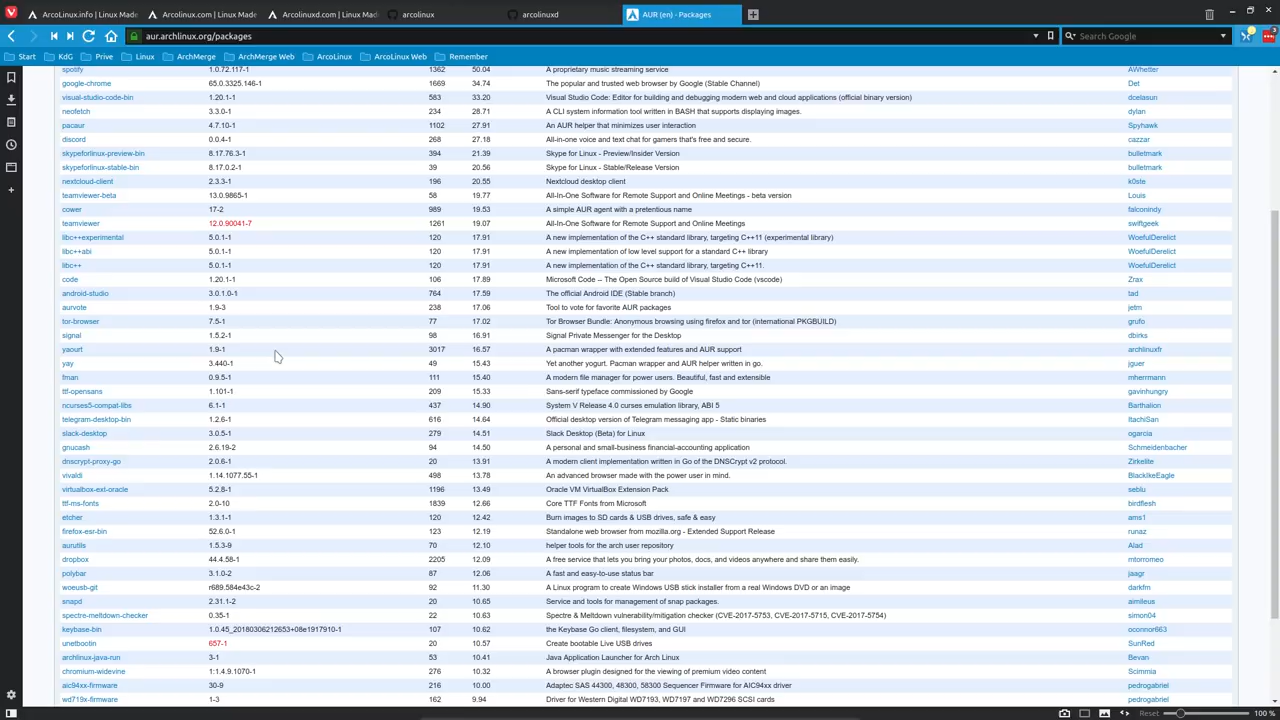 ArcoLinux.info | Linux Made
ArcoLinux.com | Linux Made
ArcoLinuxd.com | Linux Mad
arcolinux
arcolinuxd
AUR (en) - Packages
aur.archlinux.org/packages
Search Google
Start KdG Prive Linux ArchMerge ArchMerge Web ArcoLinux ArcoLinux Web Remember
spotify 1.0.72.117-1 1362 50.04 A proprietary music streaming service AWhetter
google-chrome 65.0.3325.146-1 1669 34.74 The popular and trusted web browser by Google (Stable Channel) Det
visual-studio-code-bin 1.20.1-1 583 33.20 Visual Studio Code: Editor for building and debugging modern web and cloud applications (official binary version) dcelasun
neofetch 3.3.0-1 234 28.71 A CLI system information tool written in BASH that supports displaying images. dylan
pacaur 4.7.10-1 1102 27.91 An AUR helper that minimizes user interaction Spyhawk
discord 0.0.4-1 268 27.18 All-in-one voice and text chat for gamers that's free and secure. cazzar
skypeforlinux-preview-bin 8.17.76.3-1 394 21.39 Skype for Linux - Preview/Insider Version bulletmark
skypeforlinux-stable-bin 8.17.0.2-1 39 20.56 Skype for Linux - Stable/Release Version bulletmark
nextcloud-client 2.3.3-1 196 20.55 Nextcloud desktop client k0ste
teamviewer-beta 13.0.9865-1 58 19.77 All-In-One Software for Remote Support and Online Meetings - beta version Louis
cower 17-2 989 19.53 A simple AUR agent with a pretentious name falconindy
teamviewer 12.0.90041-7 1261 19.07 All-In-One Software for Remote Support and Online Meetings swiftgeek
libc++experimental 5.0.1-1 120 17.91 A new implementation of the C++ standard library, targeting C++11 (experimental library) WoefulDerelict
libc++abi 5.0.1-1 120 17.91 A new implementation of low level support for a standard C++ library WoefulDerelict
libc++ 5.0.1-1 120 17.91 A new implementation of the C++ standard library, targeting C++11. WoefulDerelict
code 1.20.1-1 706 17.89 Microsoft Code -- The Open Source build of Visual Studio Code (vscode) Zrax
android-studio 3.0.1.0-1 764 17.59 The official Android IDE (Stable branch) tad
aurvote 1.9-3 238 17.06 Tool to vote for favorite AUR packages jetm
tor-browser 7.5-1 77 17.02 Tor Browser Bundle: Anonymous browsing using firefox and tor (international PKGBUILD) grufo
signal 1.5.2-1 98 16.91 Signal Private Messenger for the Desktop dbirks
yaourt 1.9-1 3017 16.57 A pacman wrapper with extended features and AUR support archlinuxfr
yay 3.440-1 49 15.43 Yet another yogurt. Pacman wrapper and AUR helper written in go. jguer
fman 0.9.5-1 111 15.40 A modern file manager for power users. Beautiful, fast and extensible mherrmann
ttf-opensans 1.101-1 209 15.33 Sans-serif typeface commissioned by Google gavinhungry
ncurses5-compat-libs 6.1-1 437 14.90 System V Release 4.0 curses emulation library, ABI 5 Barthalion
telegram-desktop-bin 1.2.6-1 616 14.64 Official desktop version of Telegram messaging app - Static binaries ItachiSan
slack-desktop 3.0.5-1 279 14.51 Slack Desktop (Beta) for Linux ogarcia
gnucash 2.6.19-2 94 14.50 A personal and small-business financial-accounting application Schmeidenbacher
dnscrypt-proxy-go 2.0.6-1 20 13.91 A modern client implementation written in Go of the DNSCrypt v2 protocol. Zirkelite
vivaldi 1.14.1077.55-1 498 13.78 An advanced browser made with the power user in mind. BlackIkeEagle
virtualbox-ext-oracle 5.2.8-1 1196 13.49 Oracle VM VirtualBox Extension Pack seblu
ttf-ms-fonts 2.0-10 1839 12.66 Core TTF Fonts from Microsoft birdflesh
etcher 1.3.1-1 120 12.42 Burn images to SD cards & USB drives, safe & easy ams1
firefox-esr-bin 52.6.0-1 123 12.19 Standalone web browser from mozilla.org - Extended Support Release runaz
aurutils 1.5.3-9 70 12.10 helper tools for the arch user repository Alad
dropbox 44.4.58-1 2205 12.09 A free service that lets you bring your photos, docs, and videos anywhere and share them easily. mtorromeo
polybar 3.1.0-2 87 12.06 A fast and easy-to-use status bar jaagr
woeusb-git r689.584e43c-2 92 11.30 A Linux program to create Windows USB stick installer from a real Windows DVD or an image darkfm
snapd 2.31.1-2 20 10.65 Service and tools for management of snap packages. aimileus
spectre-meltdown-checker 0.35-1 22 10.63 Spectre & Meltdown vulnerability/mitigation checker (CVE-2017-5753, CVE-2017-5715, CVE-2017-5754) simon04
keybase-bin 1.0.45_20180306212653+08e1917910-1 107 10.62 the Keybase Go client, filesystem, and GUI oconnor663
unetbootin 657-1 20 10.57 Create bootable Live USB drives SunRed
archlinux-java-run 3-1 53 10.41 Java Application Launcher for Arch Linux Bevan
chromium-widevine 1:1.4.9.1070-1 276 10.32 A browser plugin designed for the viewing of premium video content Scimmia
aic94xx-firmware 30-9 216 10.00 Adaptec SAS 44300, 48300, 58300 Sequencer Firmware for AIC94xx driver pedrogabriel
wd719x-firmware 1-3 162 9.94 Driver for Western Digital WD7193, WD7197 and WD7296 SCSI cards pedrogabriel
Reset 100 %